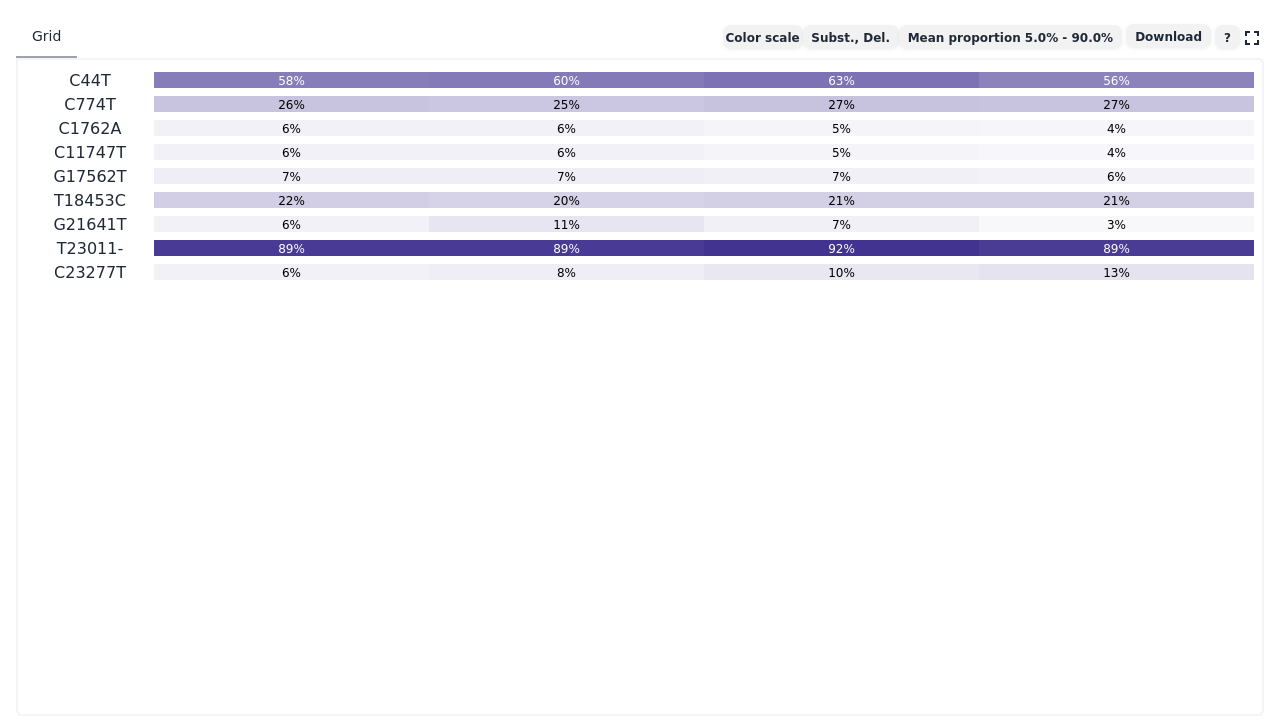 Grid
Color scale Subst., Del. Mean proportion 5.0% - 90.0% Download ?
C44T 58% 60% 63% 56%
C774T 26% 25% 27% 27%
C1762A 6% 6% 5% 4%
C11747T 6% 6% 5% 4%
G17562T 7% 7% 7% 6%
T18453C 22% 20% 21% 21%
G21641T 6% 11% 7% 3%
T23011- 89% 89% 92% 89%
C23277T 6% 8% 10% 13%